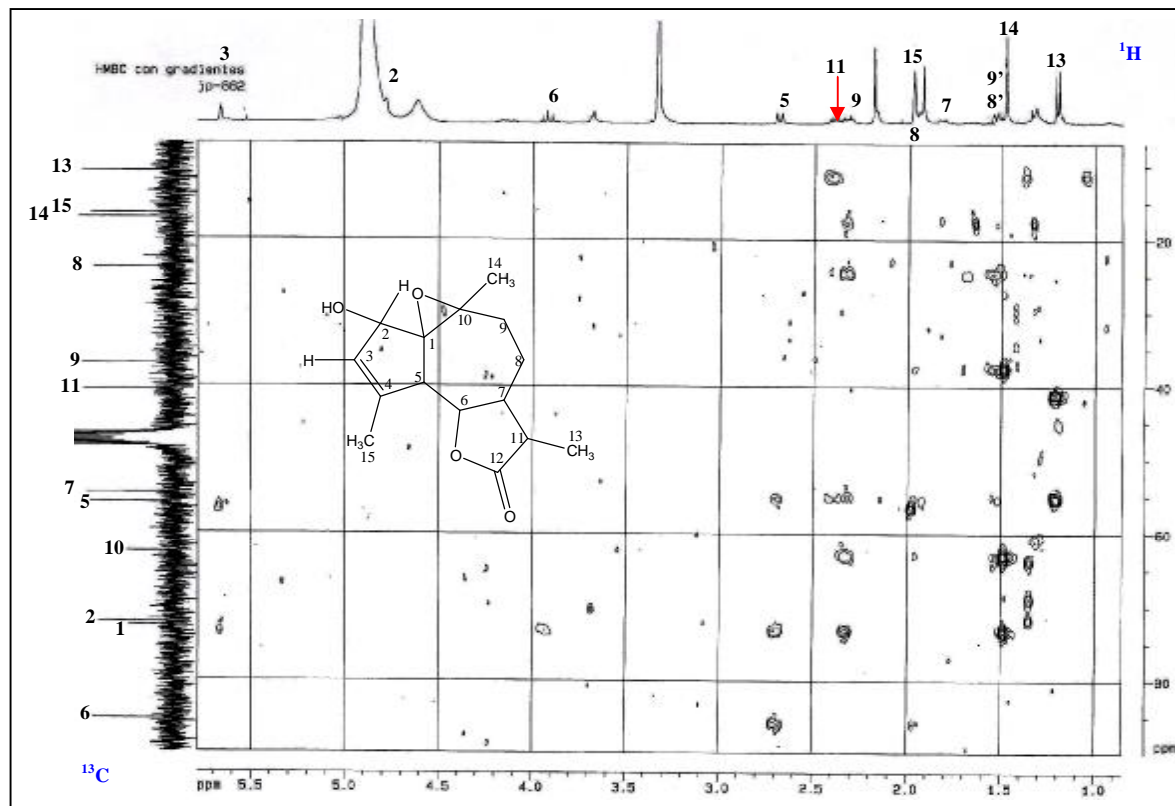 14
¹H
3
HMBC con gradientes
jp-662
2
6
5
11
9
15
8
7
9’
8’
13
13
15
14
8
9
11
7
5
10
2
1
6
20
40
60
80
ppm
14
CH₃
H
O
HO
10
9
2
1
8
H
3
5
4
7
6
H₃C
15
11
13
CH₃
O
12
O
¹³C
ppm 5.5 5.0 4.5 4.0 3.5 3.0 2.5 2.0 1.5 1.0